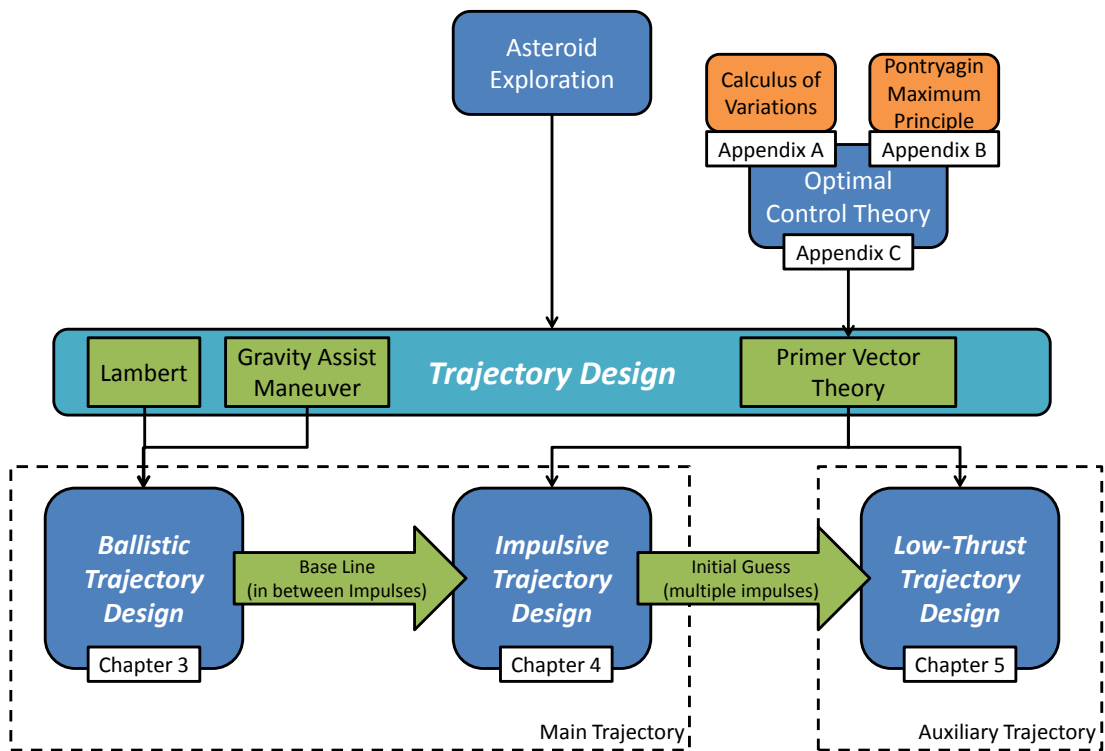 Asteroid
Exploration
Calculus of
Variations
Pontryagin
Maximum
Principle
Appendix A
Appendix B
Optimal
Control Theory
Appendix C
Lambert
Gravity Assist
Maneuver
Trajectory Design
Primer Vector
Theory
Ballistic
Trajectory
Design
Chapter 3
Base Line
(in between Impulses)
Impulsive
Trajectory
Design
Chapter 4
Initial Guess
(multiple impulses)
Low-Thrust
Trajectory
Design
Chapter 5
Main Trajectory
Auxiliary Trajectory